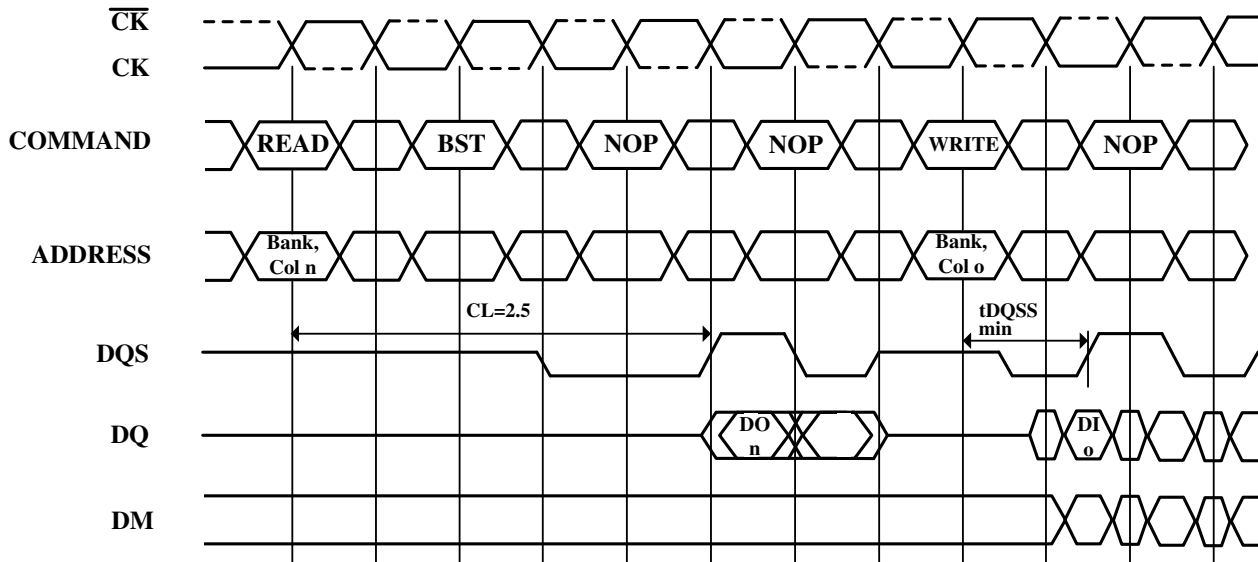 CK
CK
COMMAND READ BST NOP NOP WRITE NOP
ADDRESS Bank, Col n Bank, Col o
CL=2.5 tDQSS min
DQS
DQ DO n DI o
DM